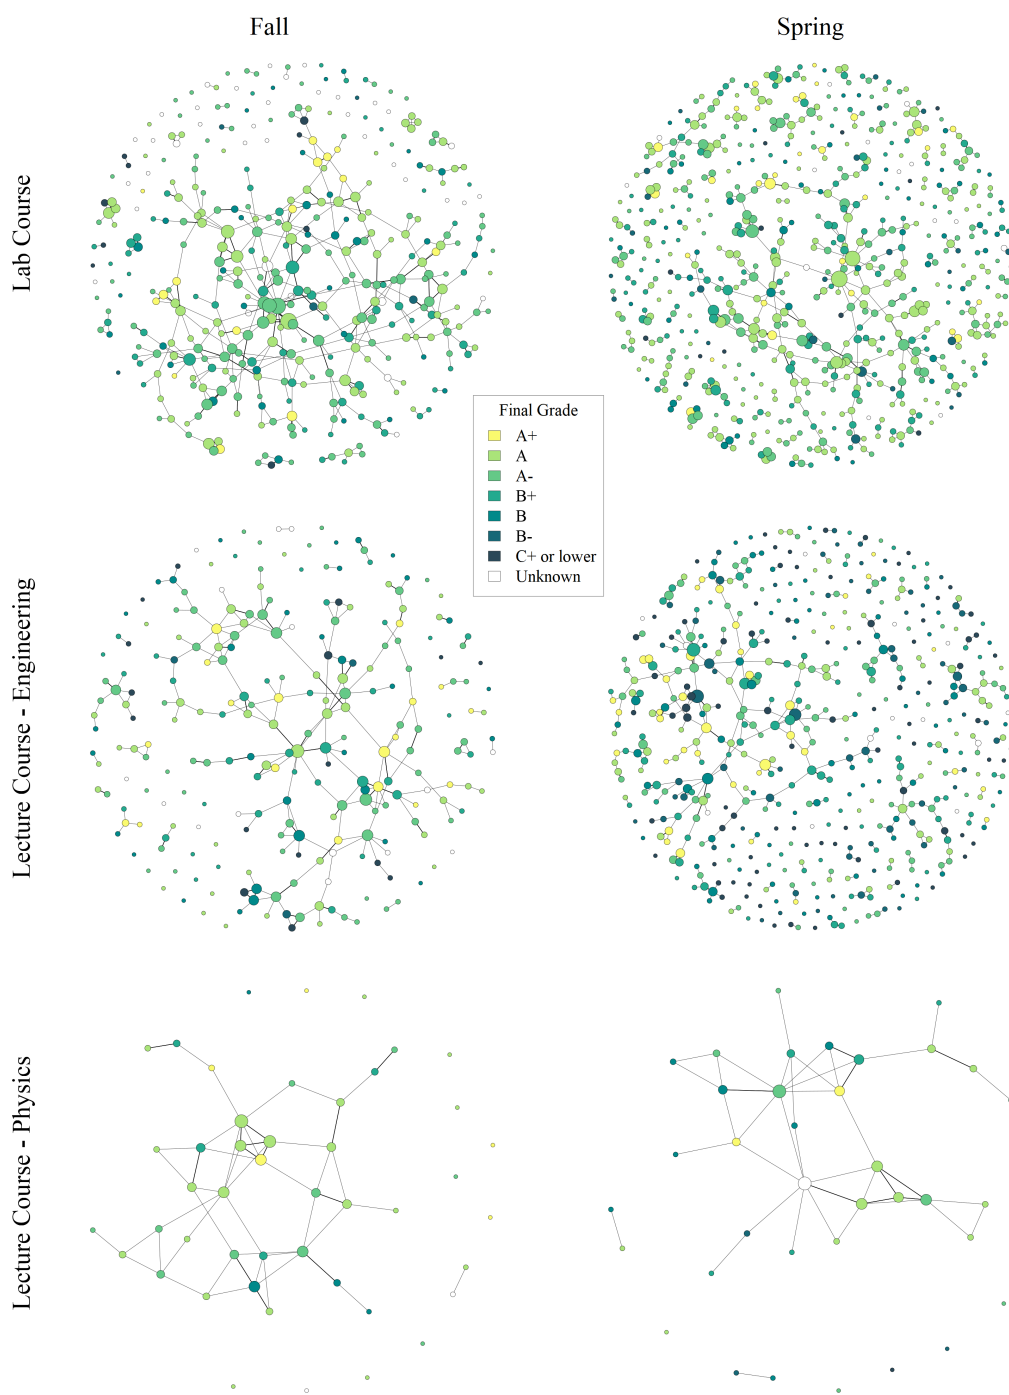 Fall
Spring
Lab Course
Final Grade
A+
A
A-
B+
B
B-
C+ or lower
Unknown
Lecture Course - Engineering
Lecture Course - Physics